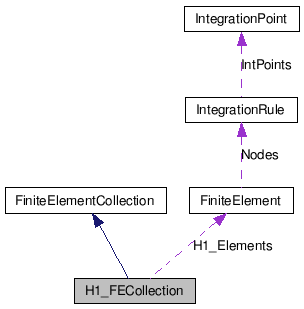 IntegrationPoint
IntPoints
IntegrationRule
Nodes
FiniteElementCollection
FiniteElement
H1_Elements
H1_FECollection